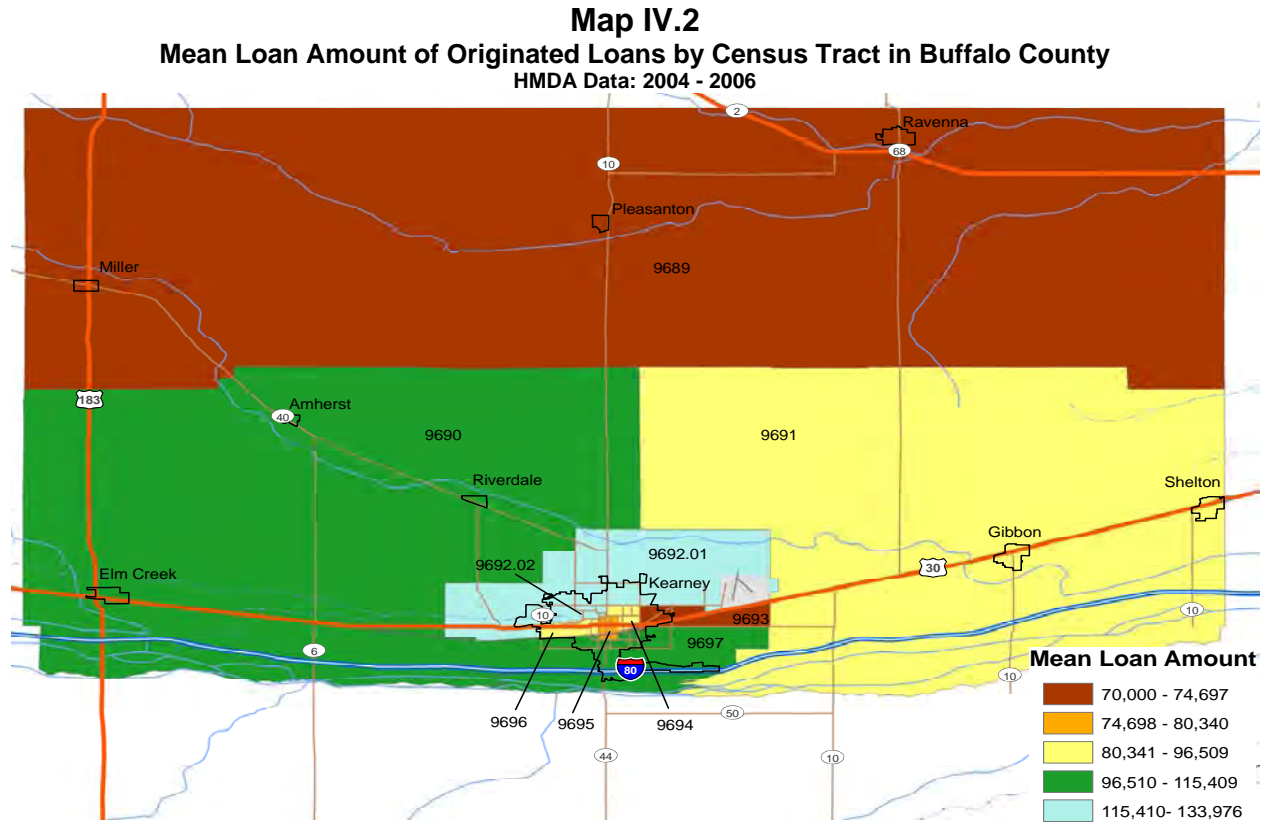 Map IV.2
Mean Loan Amount of Originated Loans by Census Tract in Buffalo County
HMDA Data: 2004 - 2006
2
Ravenna
68
10
Pleasanton
9689
Miller
183
Amherst
40
9690
9691
Riverdale
Shelton
Gibbon
9692.01
9692.02
30
Kearney
Elm Creek
10
9693
10
9697
6
80
10
9696
9695
9694
50
44
10
Mean Loan Amount
70,000 - 74,697
74,698 - 80,340
80,341 - 96,509
96,510 - 115,409
115,410- 133,976